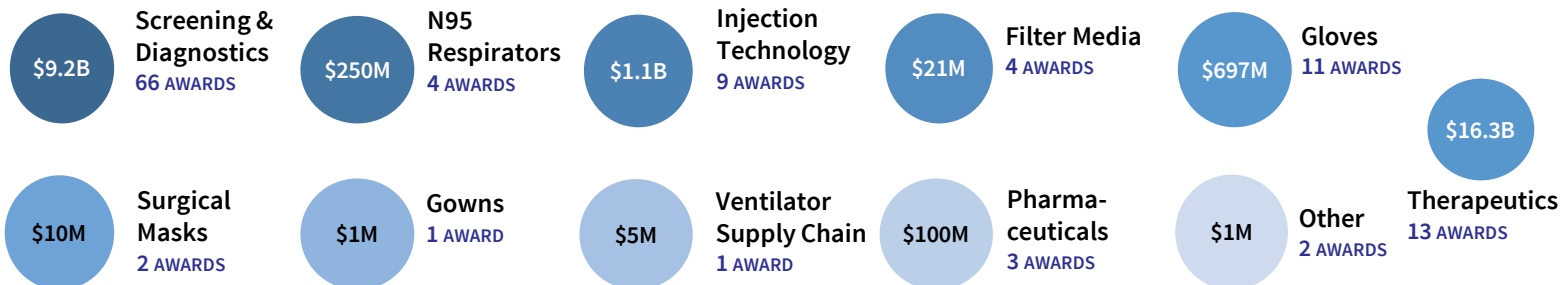 $9.2B
Screening &
Diagnostics
66 AWARDS
$250M
N95
Respirators
4 AWARDS
$1.1B
Injection
Technology
9 AWARDS
$21M
Filter Media
4 AWARDS
$697M
Gloves
11 AWARDS
$16.3B
Therapeutics
13 AWARDS
$10M
Surgical
Masks
2 AWARDS
$1M
Gowns
1 AWARD
$5M
Ventilator
Supply Chain
1 AWARD
$100M
Pharma-
ceuticals
3 AWARDS
$1M
Other
2 AWARDS